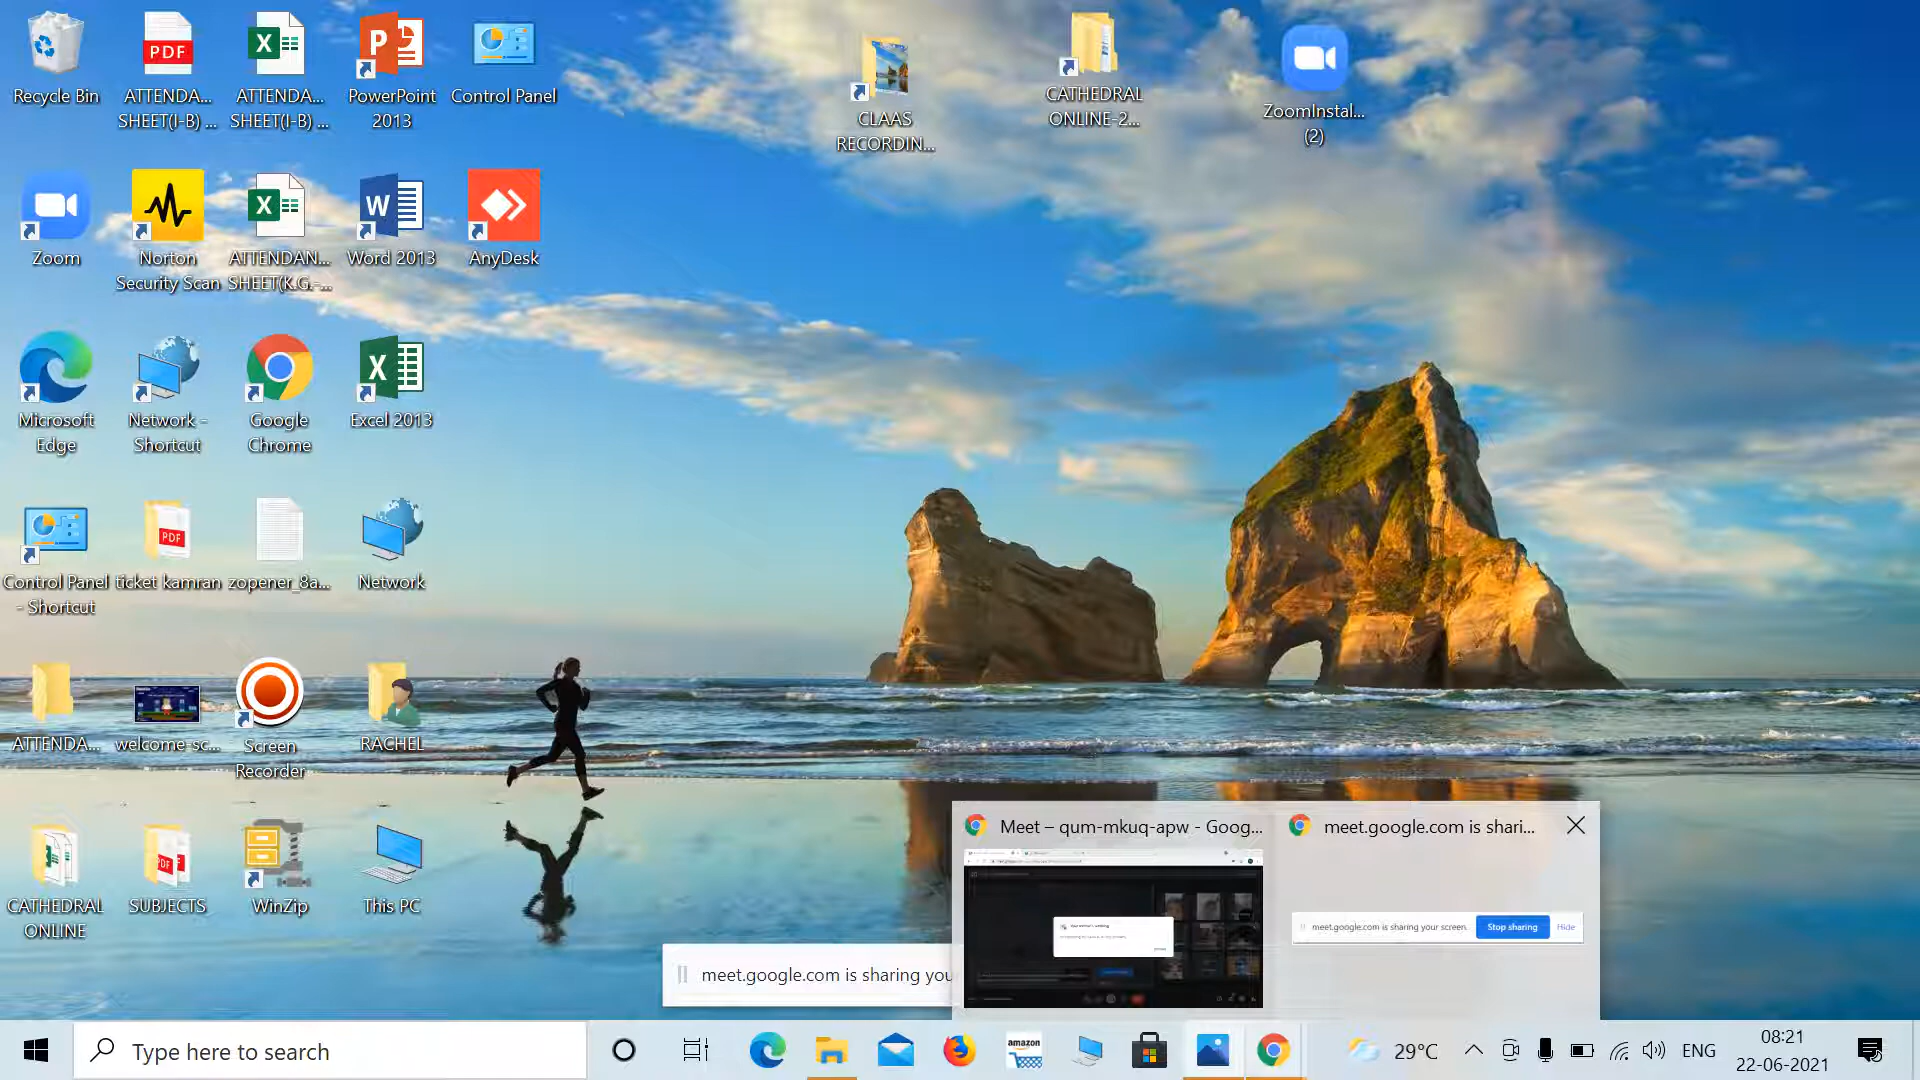 Recycle Bin
ATTENDA...
SHEET(I-B) ...
ATTENDA...
SHEET(I-B) ...
PowerPoint
2013
Control Panel
CLAAS
RECORDIN...
CATHEDRAL
ONLINE-2...
ZoomInstal...
(2)
Zoom
Norton
Security Scan
ATTENDAN...
SHEET(K.G.-...
Word 2013
AnyDesk
Microsoft
Edge
Network -
Shortcut
Google
Chrome
Excel 2013
Control Panel
- Shortcut
ticket kamran
zopener_8a...
Network
ATTENDA...
welcome-sc...
Screen
Recorder
RACHEL
CATHEDRAL
ONLINE
SUBJECTS
WinZip
This PC
Meet – qum-mkuq-apw - Goog...
meet.google.com is shari...
meet.google.com is sharing your screen.
Stop sharing
Hide
meet.google.com is sharing you
Type here to search
amazon
29°C
ENG
08:21
22-06-2021